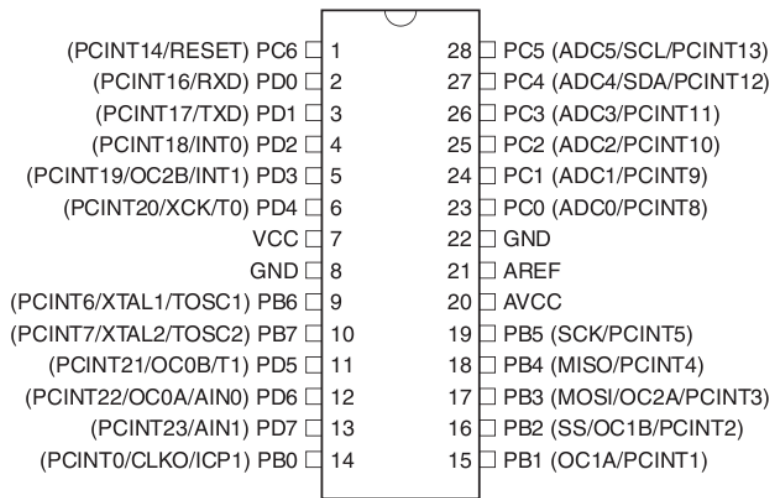 (PCINT14/RESET) PC6 1 28 PC5 (ADC5/SCL/PCINT13)
(PCINT16/RXD) PD0 2 27 PC4 (ADC4/SDA/PCINT12)
(PCINT17/TXD) PD1 3 26 PC3 (ADC3/PCINT11)
(PCINT18/INT0) PD2 4 25 PC2 (ADC2/PCINT10)
(PCINT19/OC2B/INT1) PD3 5 24 PC1 (ADC1/PCINT9)
(PCINT20/XCK/T0) PD4 6 23 PC0 (ADC0/PCINT8)
VCC 7 22 GND
GND 8 21 AREF
(PCINT6/XTAL1/TOSC1) PB6 9 20 AVCC
(PCINT7/XTAL2/TOSC2) PB7 10 19 PB5 (SCK/PCINT5)
(PCINT21/OC0B/T1) PD5 11 18 PB4 (MISO/PCINT4)
(PCINT22/OC0A/AIN0) PD6 12 17 PB3 (MOSI/OC2A/PCINT3)
(PCINT23/AIN1) PD7 13 16 PB2 (SS/OC1B/PCINT2)
(PCINT0/CLKO/ICP1) PB0 14 15 PB1 (OC1A/PCINT1)